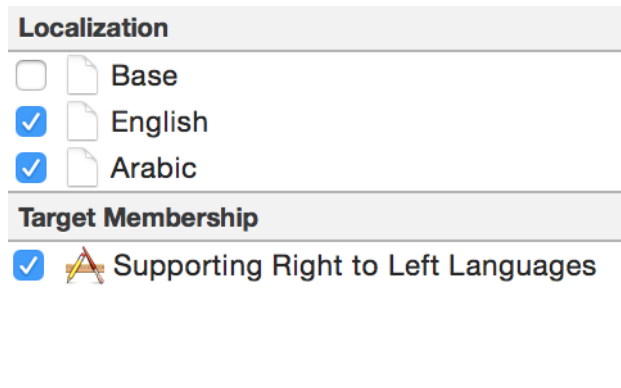 Localization
Base
English
Arabic
Target Membership
Supporting Right to Left Languages